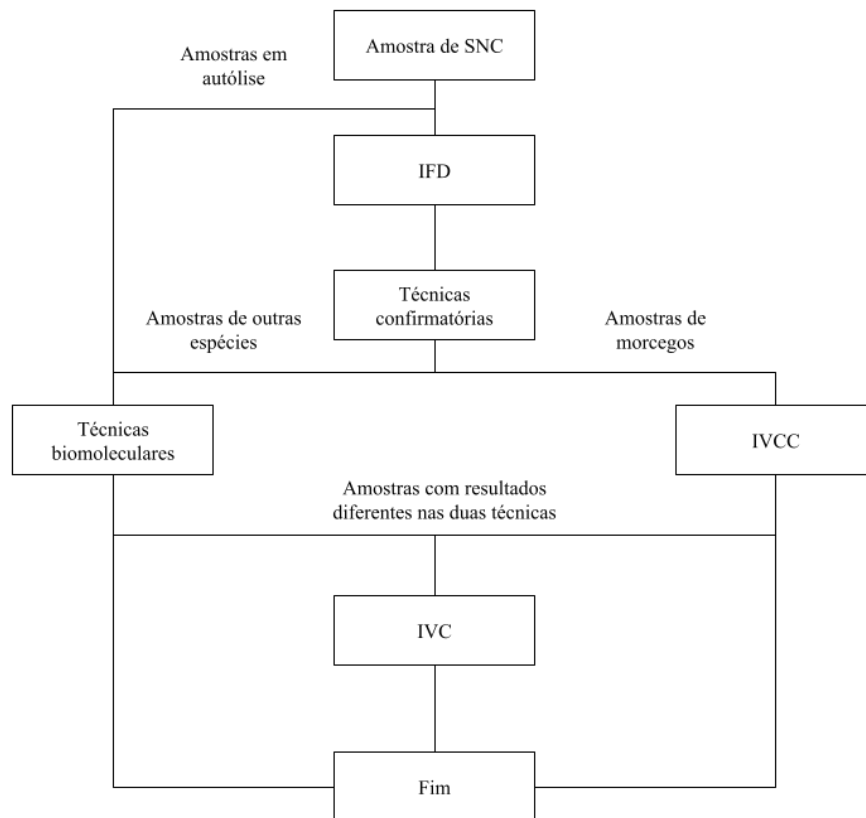 Amostra de SNC
Amostras em
autólise
IFD
Técnicas
confirmatórias
Amostras de outras
espécies
Amostras de
morcegos
Técnicas
biomoleculares
IVCC
Amostras com resultados
diferentes nas duas técnicas
IVC
Fim